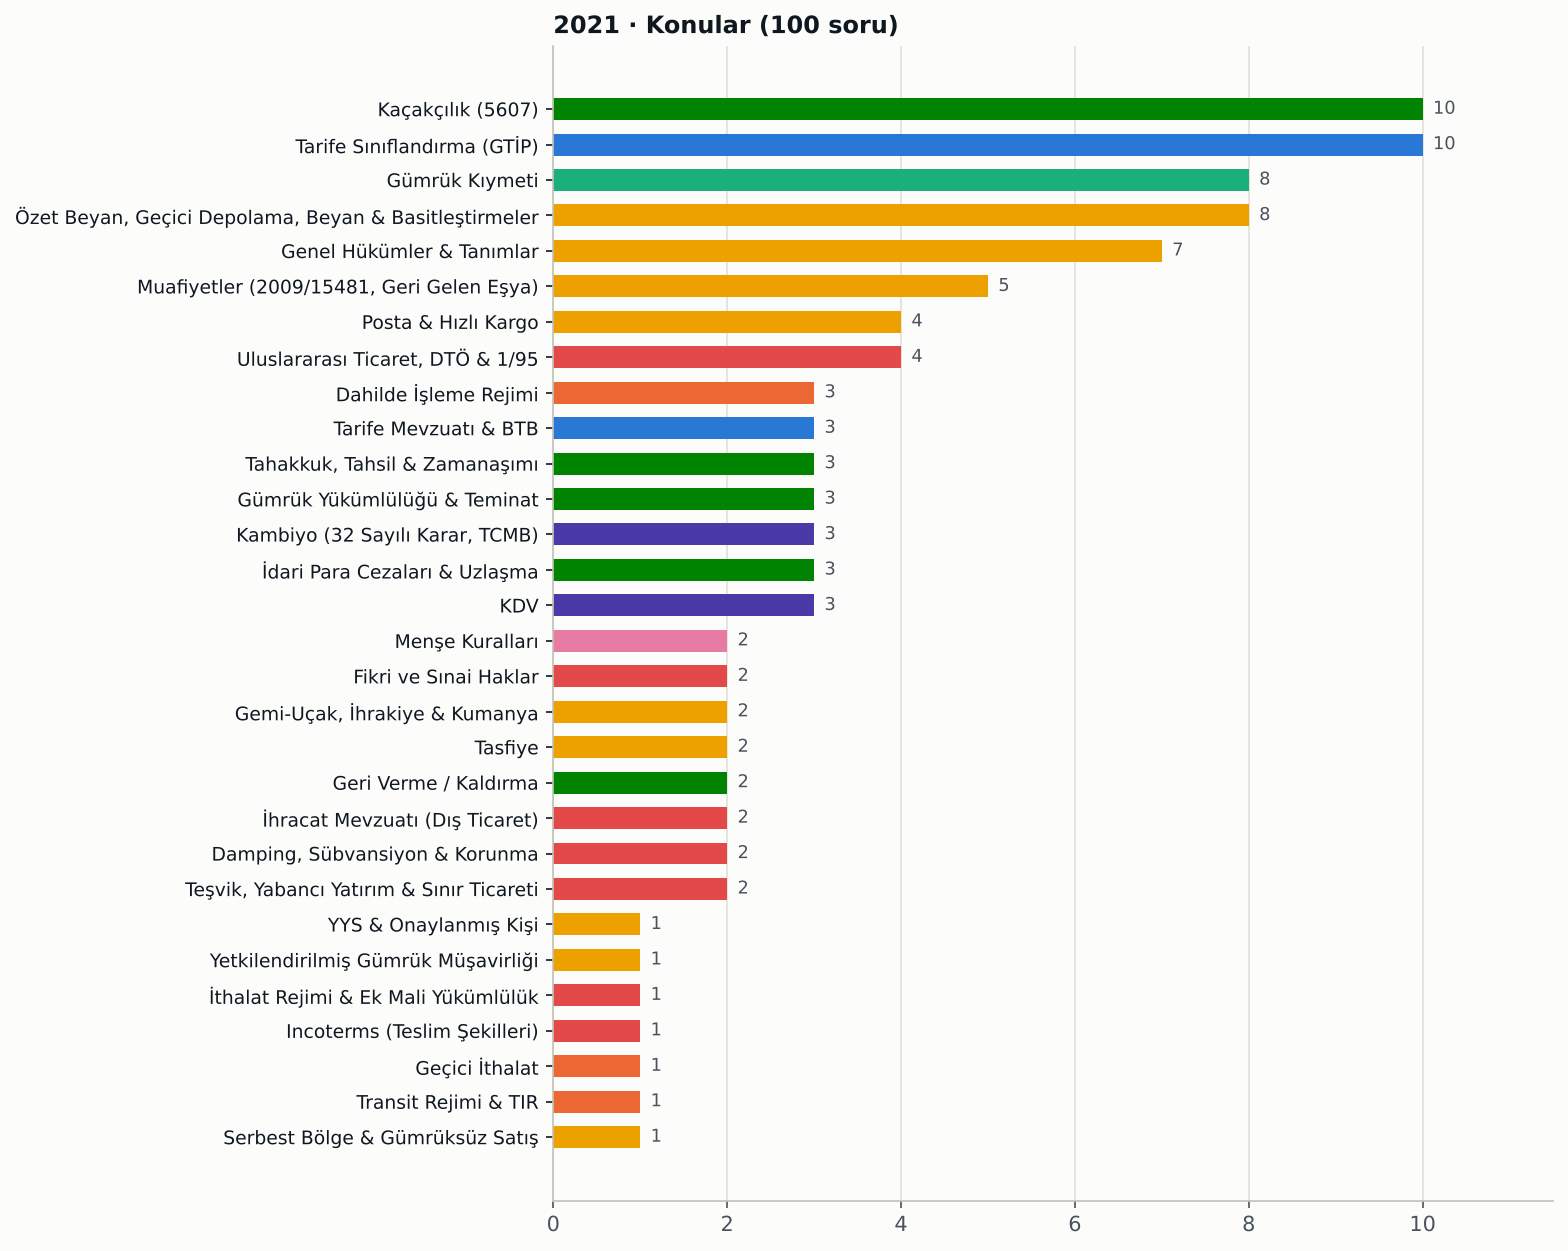 2021 · Konular (100 soru)
Kaçakçılık (5607) 10
Tarife Sınıflandırma (GTİP) 10
Gümrük Kıymeti 8
Özet Beyan, Geçici Depolama, Beyan & Basitleştirmeler 8
Genel Hükümler & Tanımlar 7
Muafiyetler (2009/15481, Geri Gelen Eşya) 5
Posta & Hızlı Kargo 4
Uluslararası Ticaret, DTÖ & 1/95 4
Dahilde İşleme Rejimi 3
Tarife Mevzuatı & BTB 3
Tahakkuk, Tahsil & Zamanaşımı 3
Gümrük Yükümlülüğü & Teminat 3
Kambiyo (32 Sayılı Karar, TCMB) 3
İdari Para Cezaları & Uzlaşma 3
KDV 3
Menşe Kuralları 2
Fikri ve Sınai Haklar 2
Gemi-Uçak, İhrakiye & Kumanya 2
Tasfiye 2
Geri Verme / Kaldırma 2
İhracat Mevzuatı (Dış Ticaret) 2
Damping, Sübvansiyon & Korunma 2
Teşvik, Yabancı Yatırım & Sınır Ticareti 2
YYS & Onaylanmış Kişi 1
Yetkilendirilmiş Gümrük Müşavirliği 1
İthalat Rejimi & Ek Mali Yükümlülük 1
Incoterms (Teslim Şekilleri) 1
Geçici İthalat 1
Transit Rejimi & TIR 1
Serbest Bölge & Gümrüksüz Satış 1
0 2 4 6 8 10